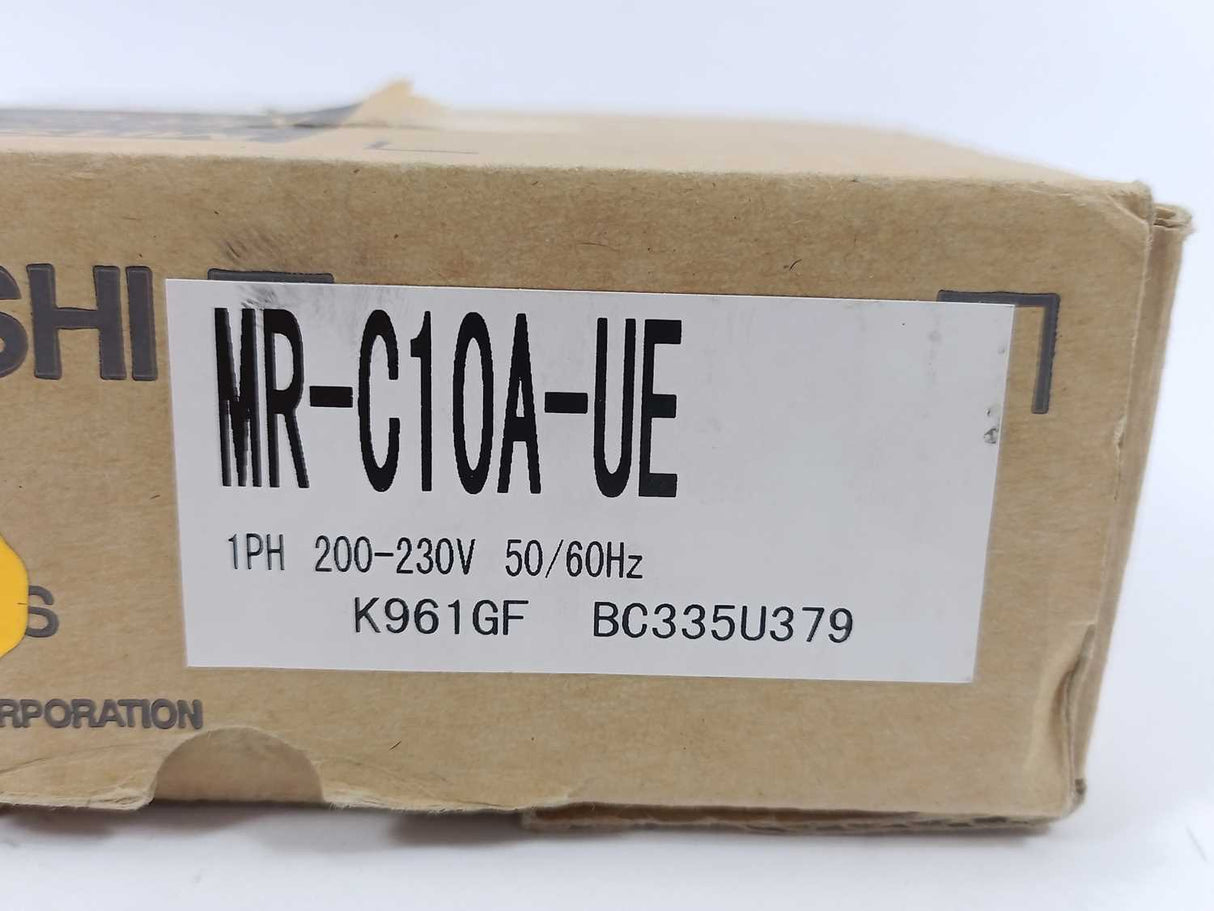 SHI
MR-C10A-UE
1PH 200-230V 50/60Hz
K961GF BC335U379
S
RPORATION